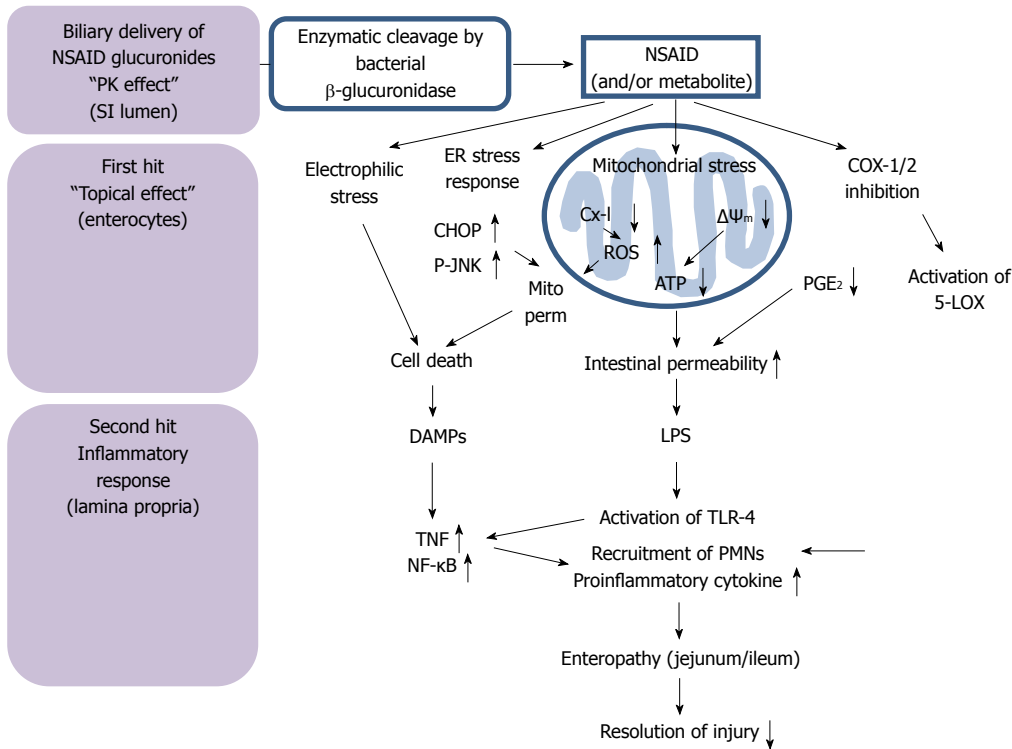 Biliary delivery of
NSAID glucuronides
“PK effect”
(SI lumen)
Enzymatic cleavage by
bacterial
β-glucuronidase
NSAID
(and/or metabolite)
First hit
“Topical effect”
(enterocytes)
Electrophilic
stress
ER stress
response
CHOP
P-JNK
Mito
perm
Mitochondrial stress
Cx-I
ROS
ΔΨm
ATP
COX-1/2
inhibition
PGE2
Activation of
5-LOX
Cell death
Intestinal permeability
Second hit
Inflammatory
response
(lamina propria)
DAMPs
LPS
TNF
NF-κB
Activation of TLR-4
Recruitment of PMNs
Proinflammatory cytokine
Enteropathy (jejunum/ileum)
Resolution of injury